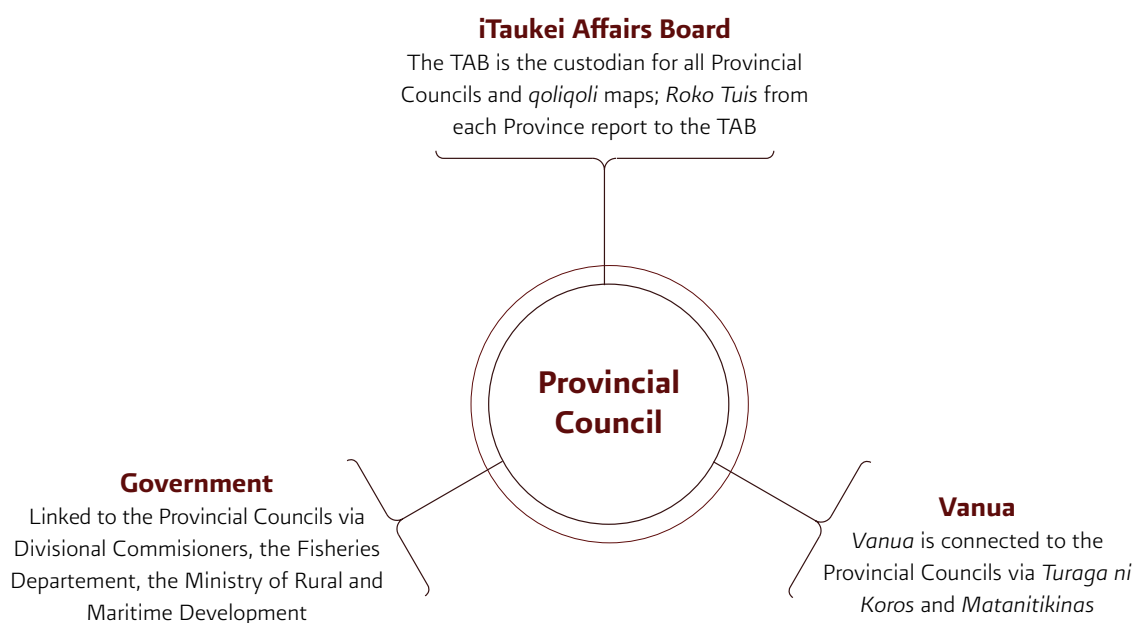 iTaukei Affairs Board
The TAB is the custodian for all Provincial
Councils and qoliqoli maps; Roko Tuis from
each Province report to the TAB
Provincial
Council
Government
Linked to the Provincial Councils via
Divisional Commisioners, the Fisheries
Departement, the Ministry of Rural and
Maritime Development
Vanua
Vanua is connected to the
Provincial Councils via Turaga ni
Koros and Matanitikinas